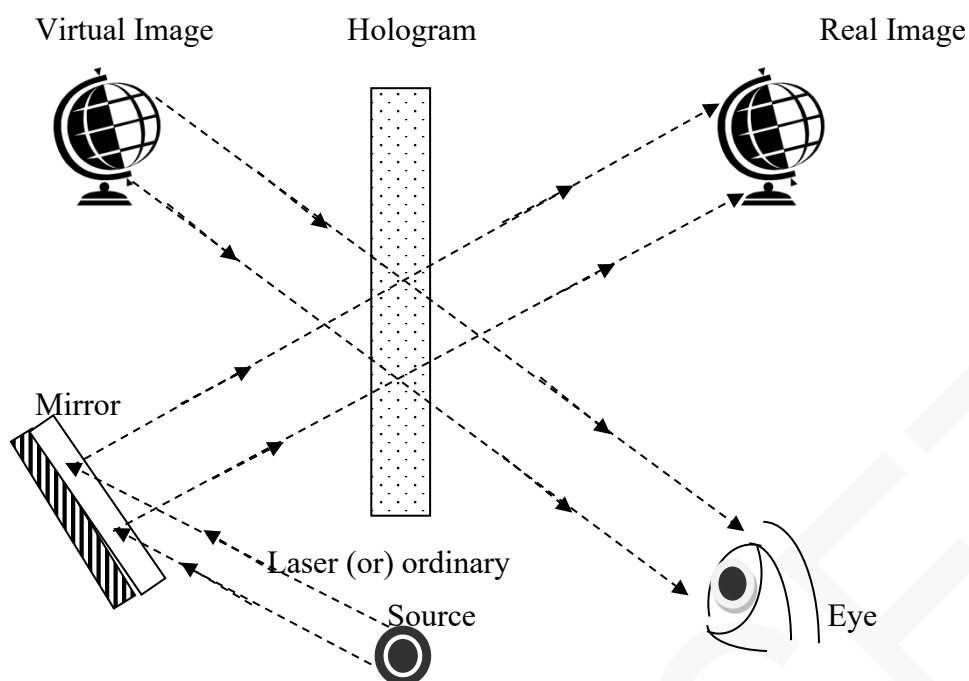 Virtual Image
Hologram
Real Image
Mirror
Laser (or) ordinary
Source
Eye